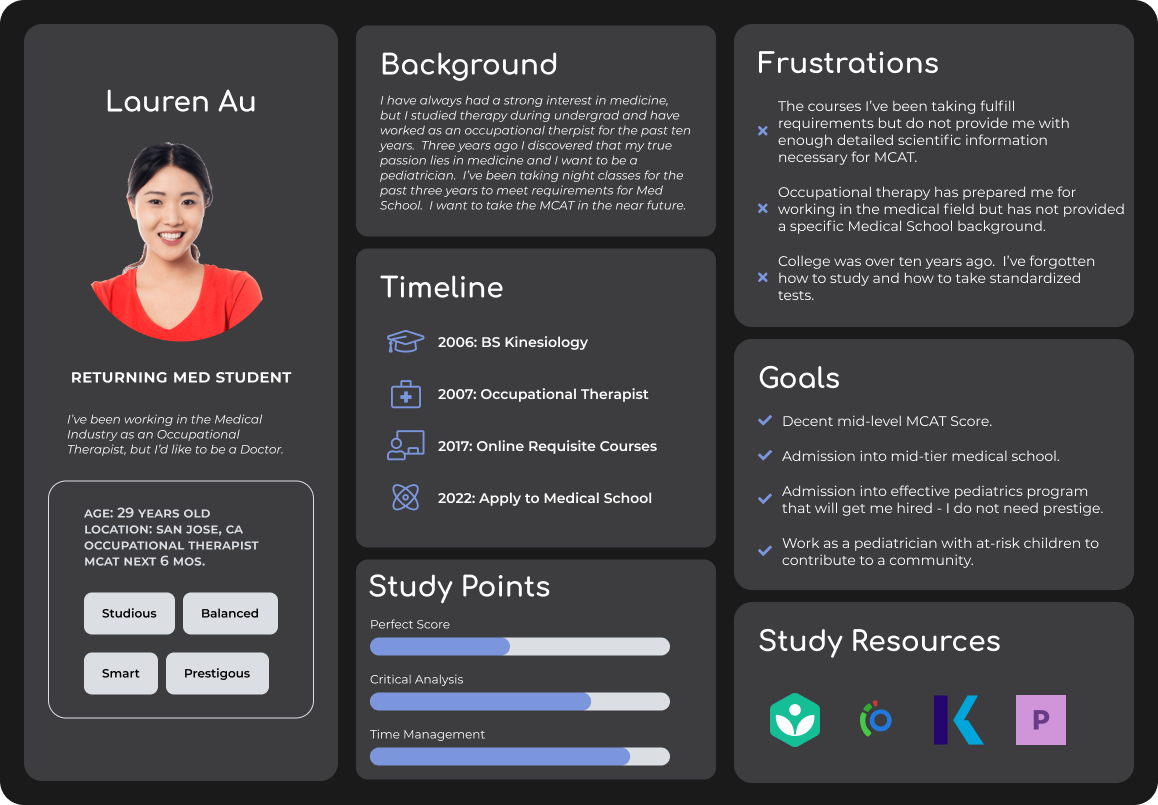 Lauren Au
RETURNING MED STUDENT
I've been working in the Medical
Industry as an Occupational
Therapist, but I'd like to be a Doctor.
AGE: 29 YEARS OLD
LOCATION: SAN JOSE, CA
OCCUPATIONAL THERAPIST
MCAT NEXT 6 MOS.
Studious
Balanced
Smart
Prestigous
Background
I have always had a strong interest in medicine,
but I studied therapy during undergrad and have
worked as an occupational therpist for the past ten
years.  Three years ago I discovered that my true
passion lies in medicine and I want to be a
pediatrician.  I've been taking night classes for the
past three years to meet requirements for Med
School.  I want to take the MCAT in the near future.
Timeline
2006: BS Kinesiology
2007: Occupational Therapist
2017: Online Requisite Courses
2022: Apply to Medical School
Study Points
Perfect Score
Critical Analysis
Time Management
Frustrations
The courses I've been taking fulfill
requirements but do not provide me with
enough detailed scientific information
necessary for MCAT.
Occupational therapy has prepared me for
working in the medical field but has not provided
a specific Medical School background.
College was over ten years ago.  I've forgotten
how to study and how to take standardized
tests.
Goals
Decent mid-level MCAT Score.
Admission into mid-tier medical school.
Admission into effective pediatrics program
that will get me hired - I do not need prestige.
Work as a pediatrician with at-risk children to
contribute to a community.
Study Resources
K
P